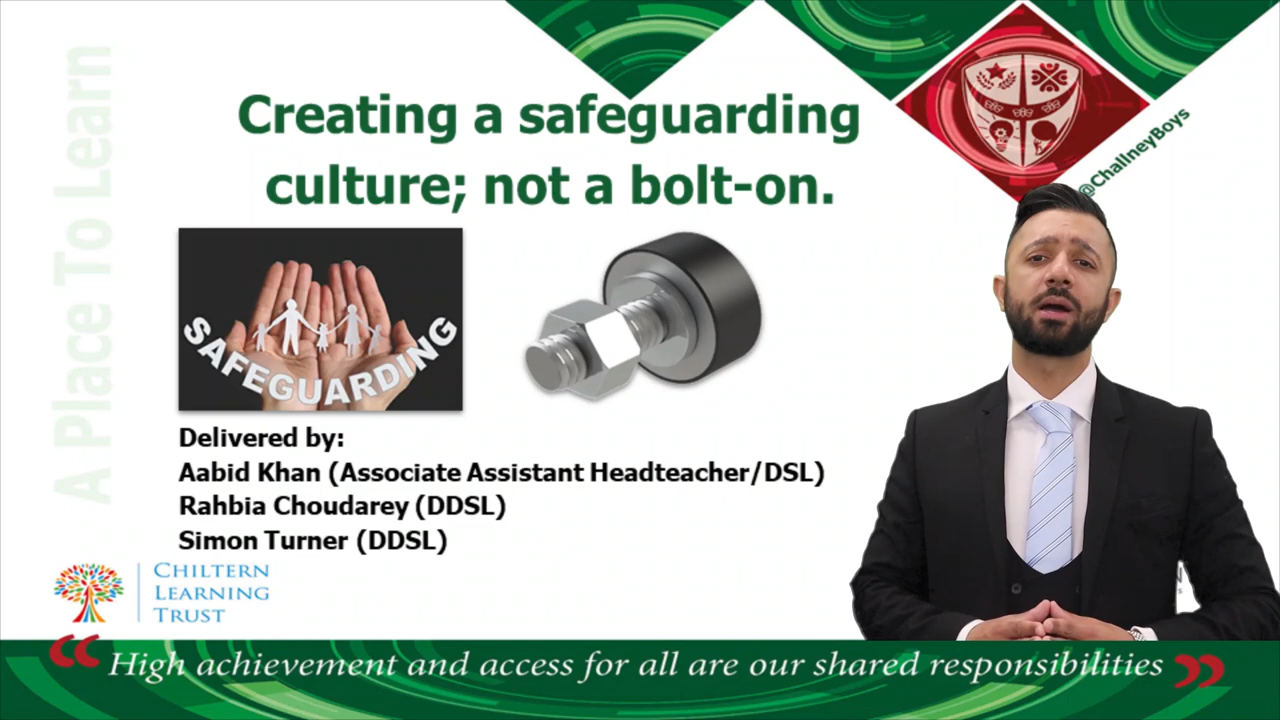 A Place To Learn
@ChallneyBoys
Creating a safeguarding
culture; not a bolt-on.
SAFEGUARDING
Delivered by:
Aabid Khan (Associate Assistant Headteacher/DSL)
Rahbia Choudarey (DDSL)
Simon Turner (DDSL)
CHILTERN
LEARNING
TRUST
“High achievement and access for all are our shared responsibilities”